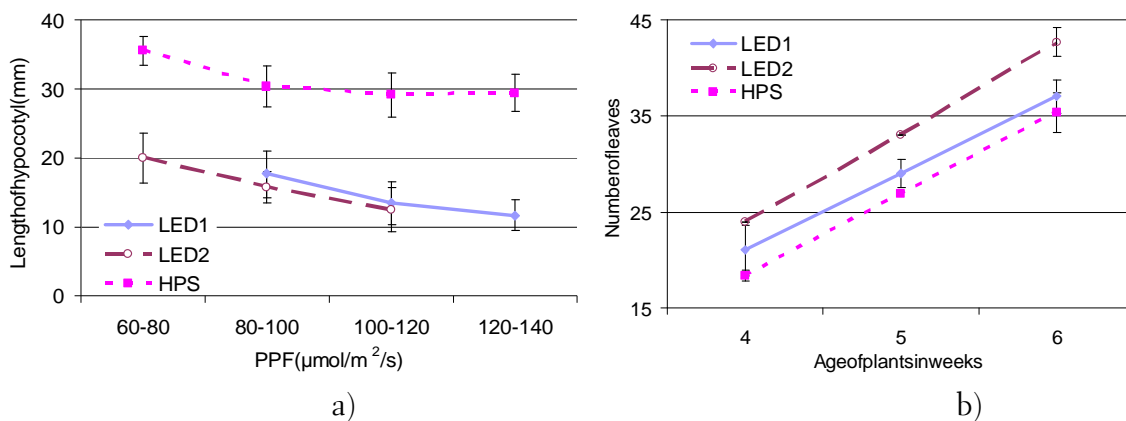 40
30
20
10
0
Lengthofhypocotyl(mm)
LED1
LED2
HPS
60-80
80-100
100-120
120-140
PPF(µmol/m²/s)
a)
45
35
25
15
Numberofleaves
LED1
LED2
HPS
4
5
6
Ageofplantsinweeks
b)